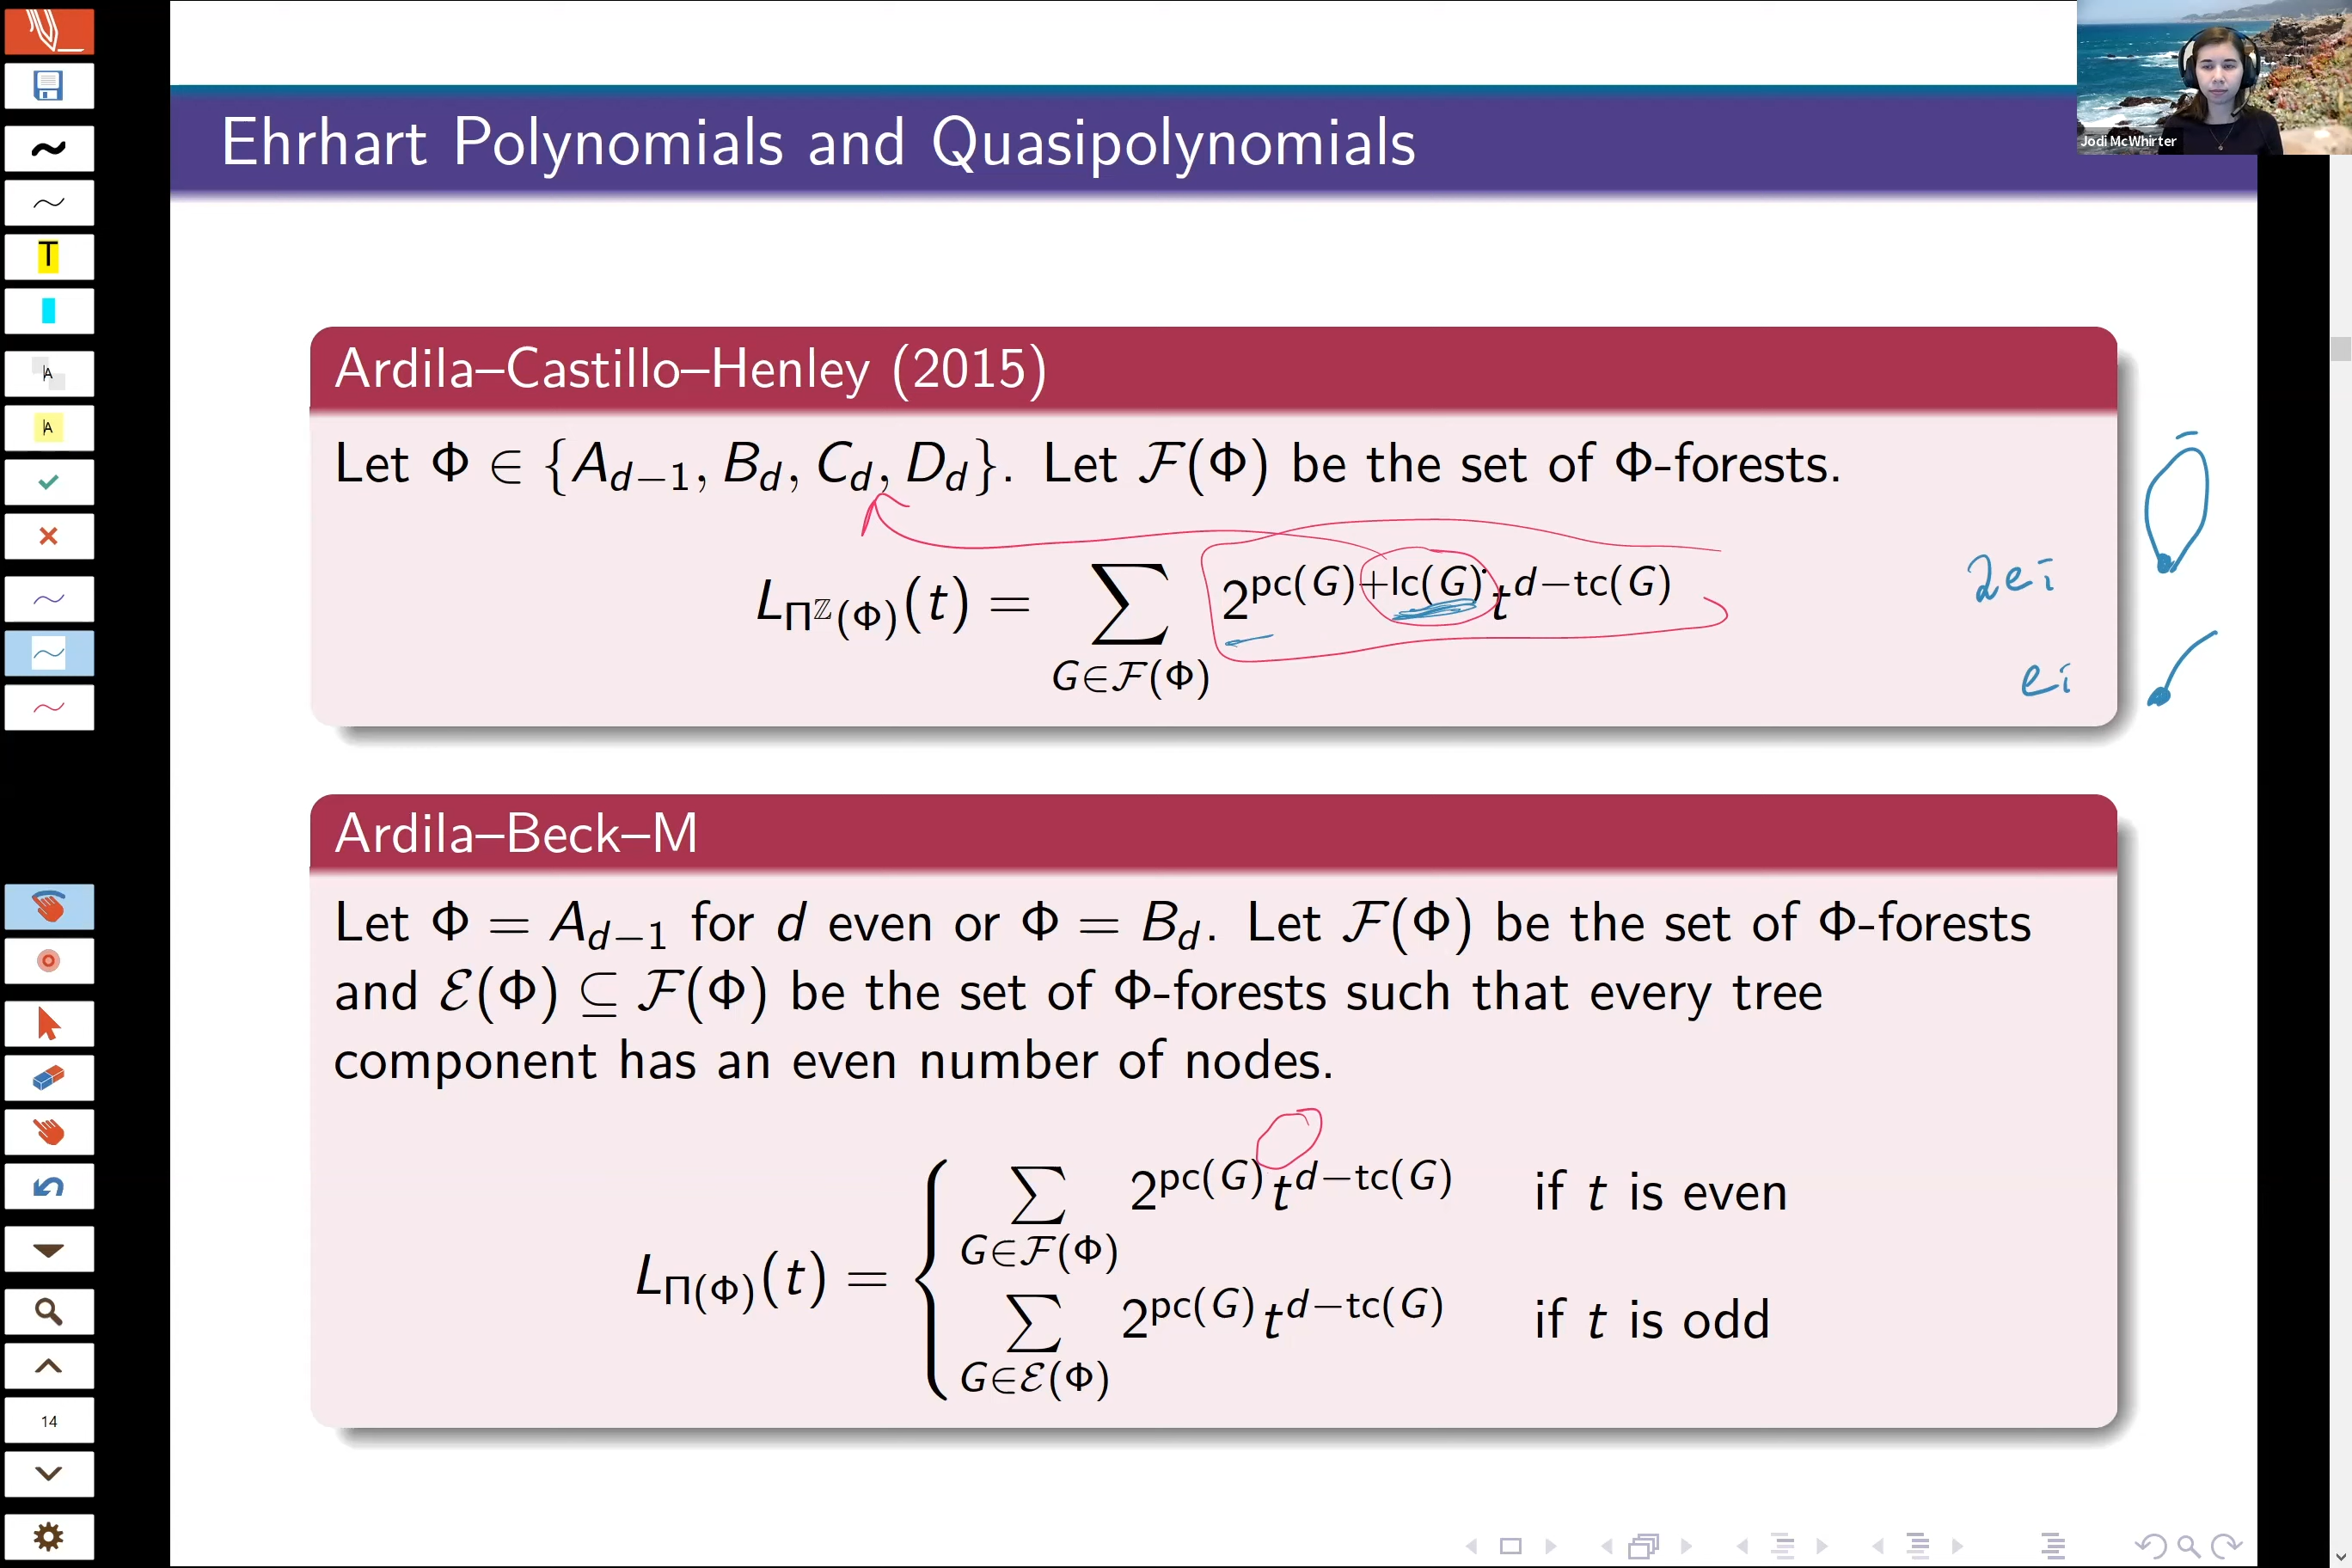 Jodi McWhirter
Ehrhart Polynomials and Quasipolynomials
Ardila–Castillo–Henley (2015)
Let Φ ∈ {A_{d−1}, B_d, C_d, D_d}. Let ℱ(Φ) be the set of Φ-forests.
L_{Π^ℤ(Φ)}(t) = ∑_{G∈ℱ(Φ)} 2^{pc(G)+lc(G)} t^{d−tc(G)}
2e_i
e_i
Ardila–Beck–M
Let Φ = A_{d−1} for d even or Φ = B_d. Let ℱ(Φ) be the set of Φ-forests
and ℰ(Φ) ⊆ ℱ(Φ) be the set of Φ-forests such that every tree
component has an even number of nodes.
L_{Π(Φ)}(t) = { ∑_{G∈ℱ(Φ)} 2^{pc(G)} t^{d−tc(G)} if t is even
∑_{G∈ℰ(Φ)} 2^{pc(G)} t^{d−tc(G)} if t is odd
T
A
A
14